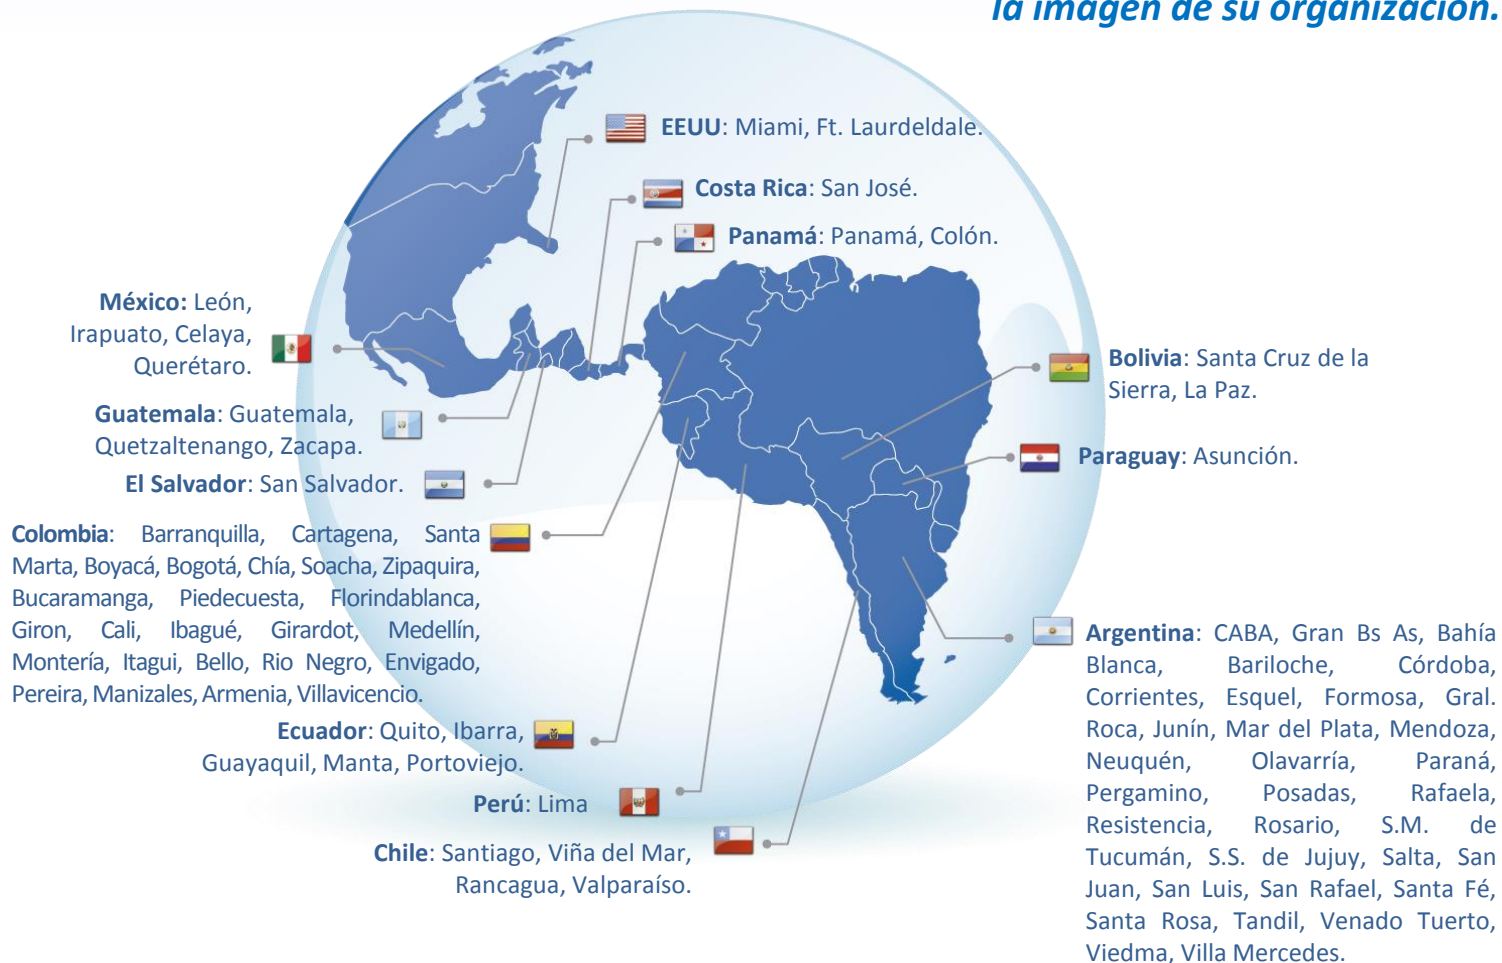 la imagen de su organización.
EEUU: Miami, Ft. Laurdeldale.
Costa Rica: San José.
Panamá: Panamá, Colón.
México: León,
Irapuato, Celaya,
Querétaro.
Guatemala: Guatemala,
Quetzaltenango, Zacapa.
El Salvador: San Salvador.
Colombia: Barranquilla, Cartagena, Santa
Marta, Boyacá, Bogotá, Chía, Soacha, Zipaquira,
Bucaramanga, Piedecuesta, Florindablanca,
Giron, Cali, Ibagué, Girardot, Medellín,
Montería, Itagui, Bello, Rio Negro, Envigado,
Pereira, Manizales, Armenia, Villavicencio.
Ecuador: Quito, Ibarra,
Guayaquil, Manta, Portoviejo.
Perú: Lima
Chile: Santiago, Viña del Mar,
Rancagua, Valparaíso.
Bolivia: Santa Cruz de la
Sierra, La Paz.
Paraguay: Asunción.
Argentina: CABA, Gran Bs As, Bahía
Blanca, Bariloche, Córdoba,
Corrientes, Esquel, Formosa, Gral.
Roca, Junín, Mar del Plata, Mendoza,
Neuquén, Olavarría, Paraná,
Pergamino, Posadas, Rafaela,
Resistencia, Rosario, S.M. de
Tucumán, S.S. de Jujuy, Salta, San
Juan, San Luis, San Rafael, Santa Fé,
Santa Rosa, Tandil, Venado Tuerto,
Viedma, Villa Mercedes.